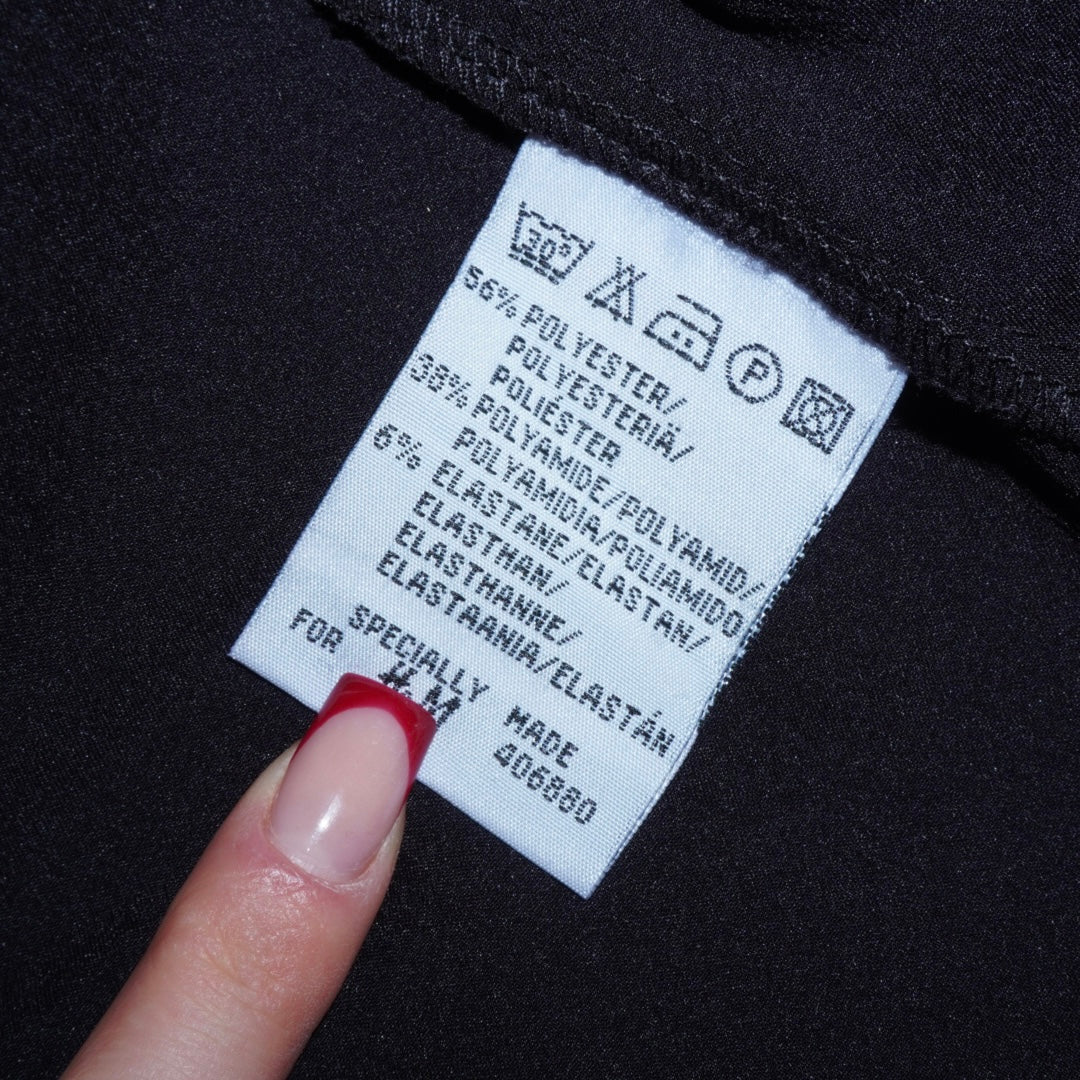 30°
P
56% POLYESTER/
POLYESTERIÄ/
POLIÉSTER
38% POLYAMIDE/POLYAMID/
POLYAMIDIA/POLIAMIDO
6% ELASTANE/ELASTAN/
ELASTHAN/
ELASTHANNE/
ELASTAANIA/ELASTÁN
SPECIALLY MADE
FOR H&M 406880